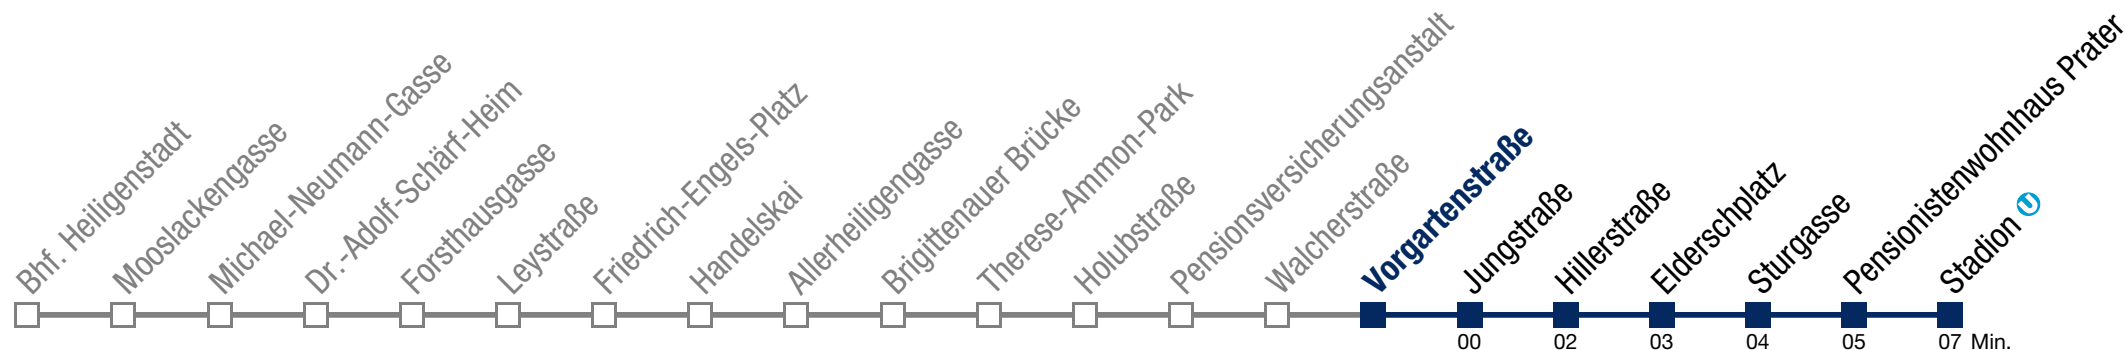 Bhf. Heiligenstadt
Mooslackengasse
Michael-Neumann-Gasse
Dr.-Adolf-Schärf-Heim
Forsthausgasse
Leystraße
Friedrich-Engels-Platz
Handelskai
Allerheiligengasse
Brigittenauer Brücke
Therese-Ammon-Park
Holubstraße
Pensionsversicherungsanstalt
Walcherstraße
Vorgartenstraße
Jungstraße
Hillerstraße
Elderschplatz
Sturgasse
Pensionistenwohnhaus Prater
Stadion U
00 02 03 04 05 07 Min.